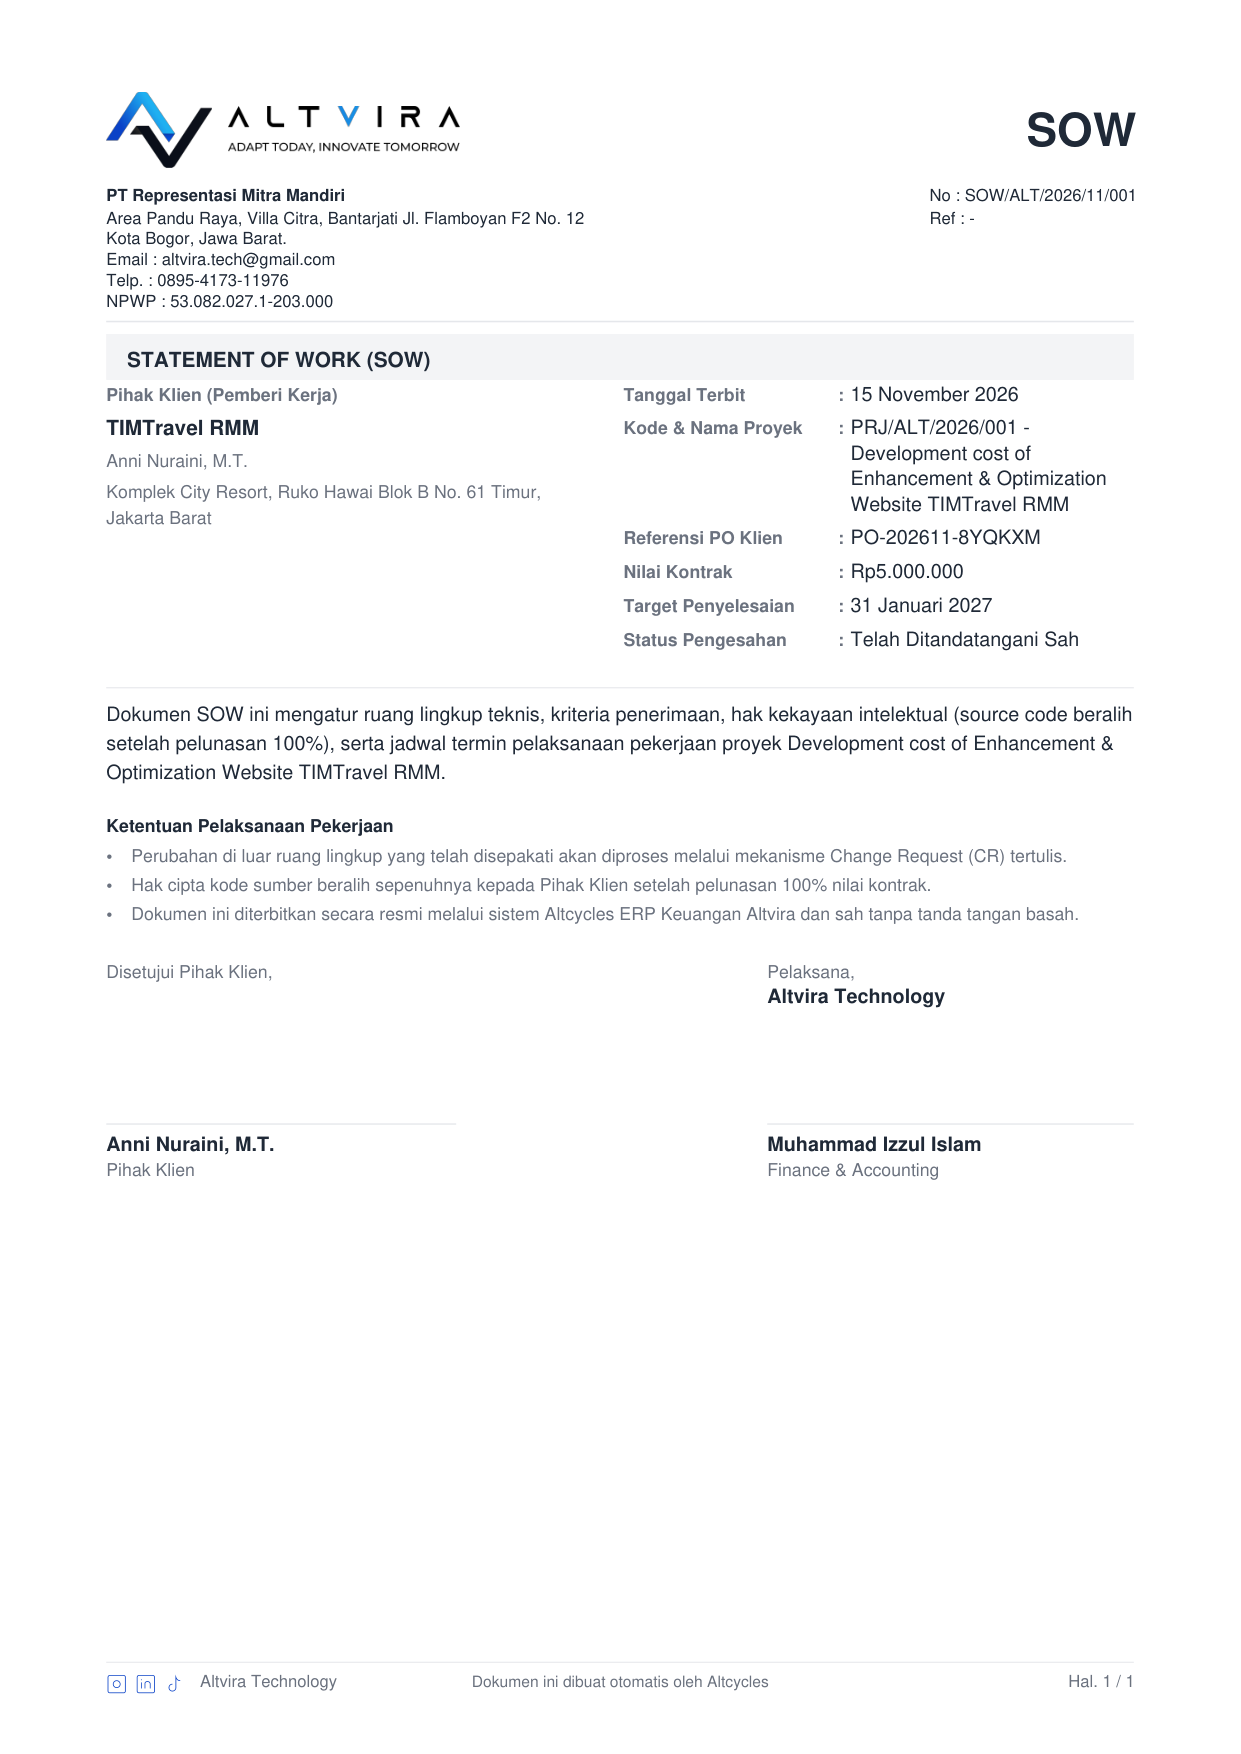 ALTVIRA
ADAPT TODAY, INNOVATE TOMORROW
SOW
PT Representasi Mitra Mandiri
Area Pandu Raya, Villa Citra, Bantarjati Jl. Flamboyan F2 No. 12
Kota Bogor, Jawa Barat.
Email : altvira.tech@gmail.com
Telp. : 0895-4173-11976
NPWP : 53.082.027.1-203.000
No : SOW/ALT/2026/11/001
Ref : -
STATEMENT OF WORK (SOW)
Pihak Klien (Pemberi Kerja)
TIMTravel RMM
Anni Nuraini, M.T.
Komplek City Resort, Ruko Hawai Blok B No. 61 Timur,
Jakarta Barat
Tanggal Terbit : 15 November 2026
Kode & Nama Proyek : PRJ/ALT/2026/001 -
Development cost of
Enhancement & Optimization
Website TIMTravel RMM
Referensi PO Klien : PO-202611-8YQKXM
Nilai Kontrak : Rp5.000.000
Target Penyelesaian : 31 Januari 2027
Status Pengesahan : Telah Ditandatangani Sah
Dokumen SOW ini mengatur ruang lingkup teknis, kriteria penerimaan, hak kekayaan intelektual (source code beralih
setelah pelunasan 100%), serta jadwal termin pelaksanaan pekerjaan proyek Development cost of Enhancement &
Optimization Website TIMTravel RMM.
Ketentuan Pelaksanaan Pekerjaan
• Perubahan di luar ruang lingkup yang telah disepakati akan diproses melalui mekanisme Change Request (CR) tertulis.
• Hak cipta kode sumber beralih sepenuhnya kepada Pihak Klien setelah pelunasan 100% nilai kontrak.
• Dokumen ini diterbitkan secara resmi melalui sistem Altcycles ERP Keuangan Altvira dan sah tanpa tanda tangan basah.
Disetujui Pihak Klien,
Anni Nuraini, M.T.
Pihak Klien
Pelaksana,
Altvira Technology
Muhammad Izzul Islam
Finance & Accounting
Altvira Technology
Dokumen ini dibuat otomatis oleh Altcycles
Hal. 1 / 1